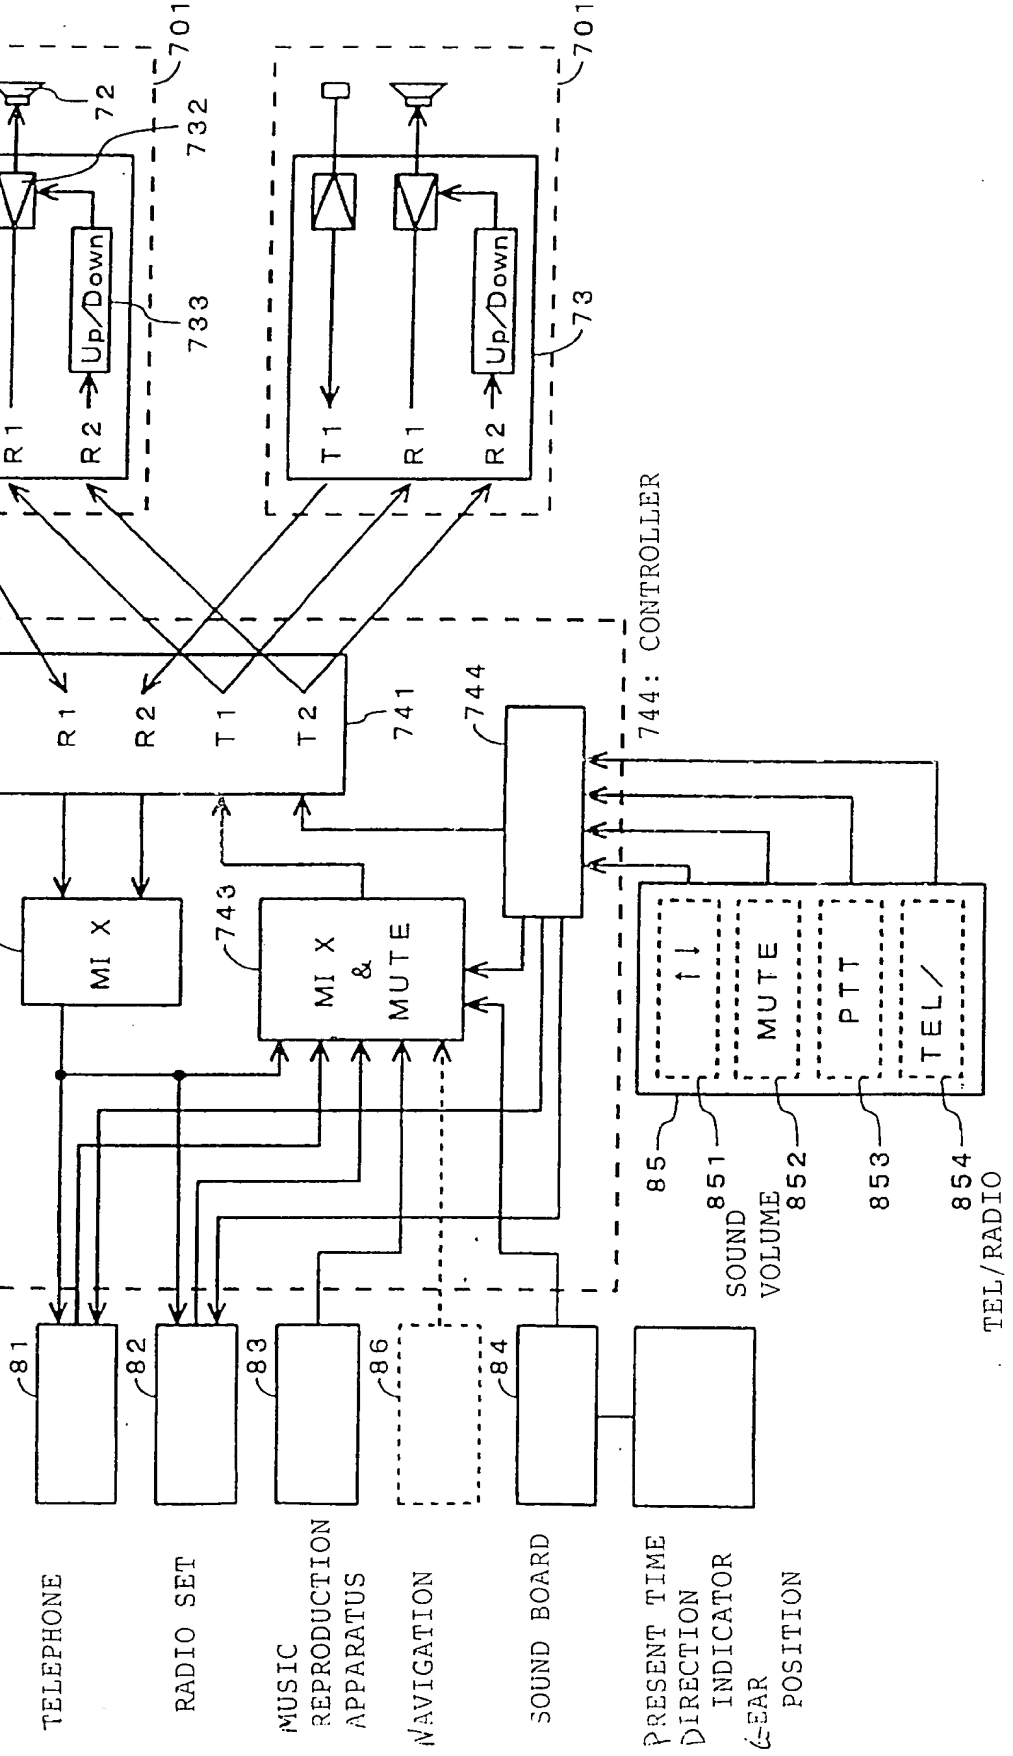 TELEPHONE
81
RADIO SET
82
MUSIC
REPRODUCTION
APPARATUS
83
NAVIGATION
86
SOUND BOARD
84
PRESENT TIME
DIRECTION
INDICATOR
GEAR
POSITION
MIX
743
MIX
&
MUTE
R1
R2
T1
T2
741
744
744: CONTROLLER
85
↑↓
851
SOUND
VOLUME
MUTE
852
PTT
853
TEL/
854
TEL/RADIO
R1
R2
Up/Down
72
732
733
701
T1
R1
R2
Up/Down
73
701